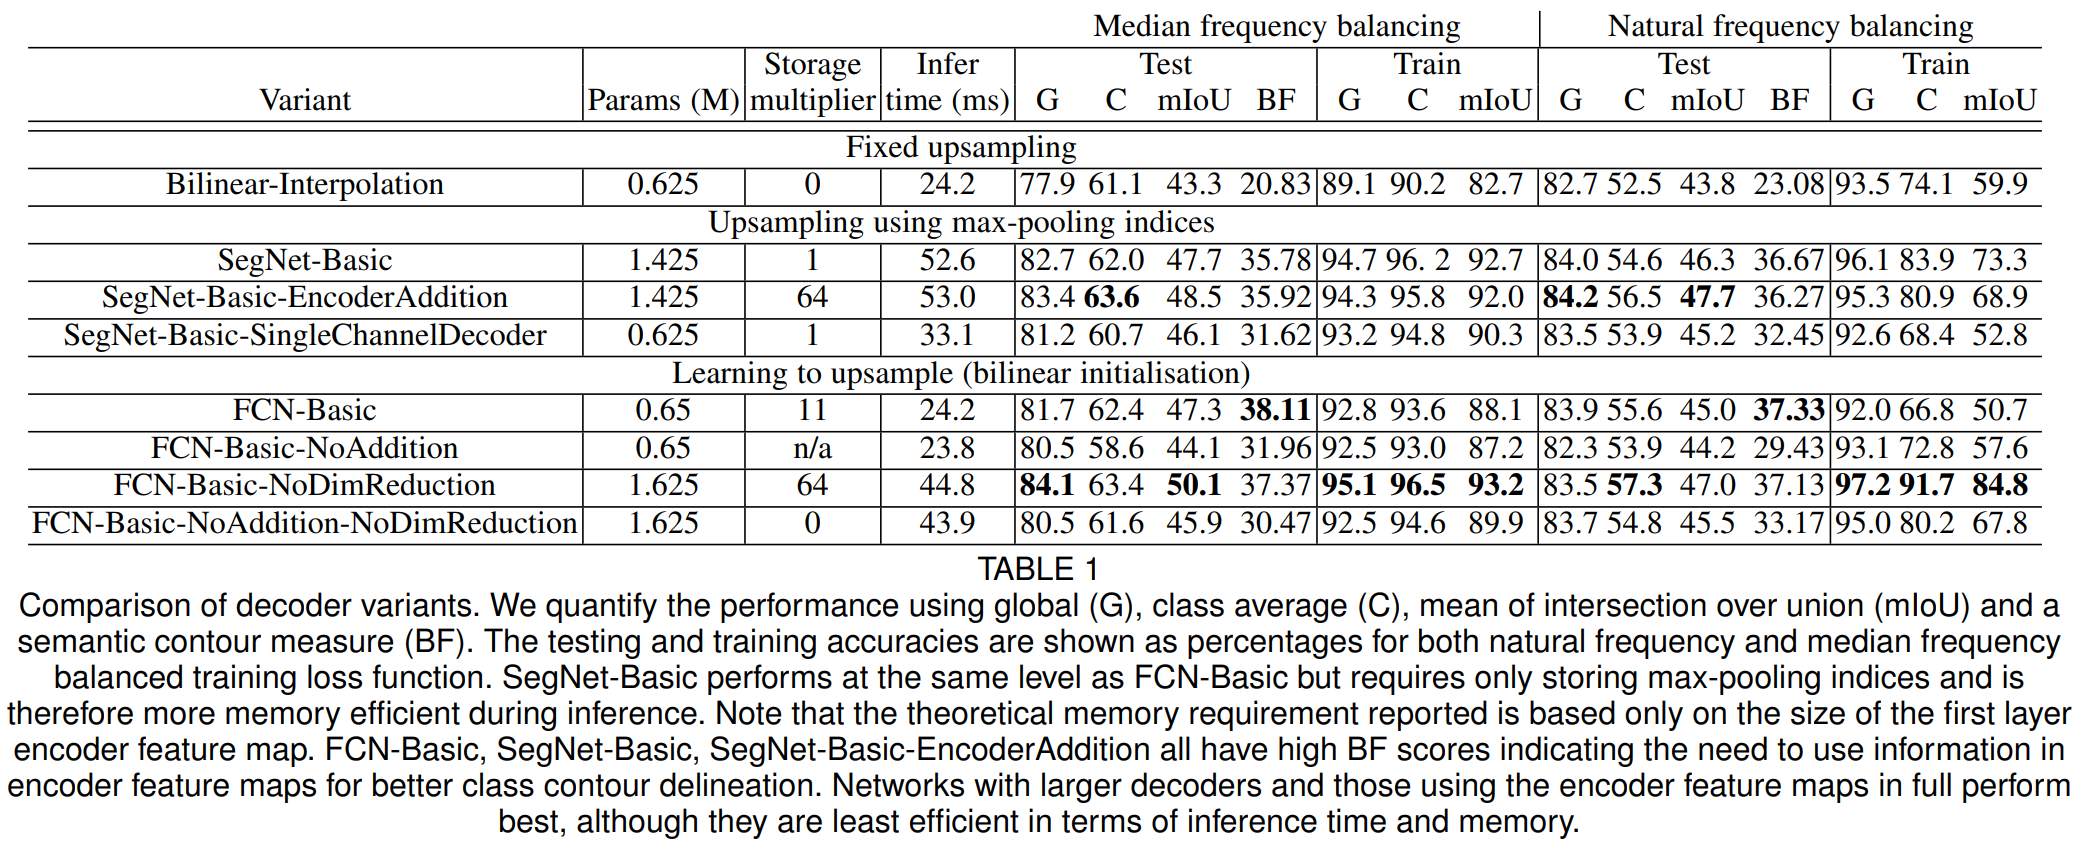 Median frequency balancing Natural frequency balancing
Storage Infer Test Train Test Train
Variant Params (M) multiplier time (ms) G C mIoU BF G C mIoU G C mIoU BF G C mIoU
Fixed upsampling
Bilinear-Interpolation 0.625 0 24.2 77.9 61.1 43.3 20.83 89.1 90.2 82.7 82.7 52.5 43.8 23.08 93.5 74.1 59.9
Upsampling using max-pooling indices
SegNet-Basic 1.425 1 52.6 82.7 62.0 47.7 35.78 94.7 96. 2 92.7 84.0 54.6 46.3 36.67 96.1 83.9 73.3
SegNet-Basic-EncoderAddition 1.425 64 53.0 83.4 63.6 48.5 35.92 94.3 95.8 92.0 84.2 56.5 47.7 36.27 95.3 80.9 68.9
SegNet-Basic-SingleChannelDecoder 0.625 1 33.1 81.2 60.7 46.1 31.62 93.2 94.8 90.3 83.5 53.9 45.2 32.45 92.6 68.4 52.8
Learning to upsample (bilinear initialisation)
FCN-Basic 0.65 11 24.2 81.7 62.4 47.3 38.11 92.8 93.6 88.1 83.9 55.6 45.0 37.33 92.0 66.8 50.7
FCN-Basic-NoAddition 0.65 n/a 23.8 80.5 58.6 44.1 31.96 92.5 93.0 87.2 82.3 53.9 44.2 29.43 93.1 72.8 57.6
FCN-Basic-NoDimReduction 1.625 64 44.8 84.1 63.4 50.1 37.37 95.1 96.5 93.2 83.5 57.3 47.0 37.13 97.2 91.7 84.8
FCN-Basic-NoAddition-NoDimReduction 1.625 0 43.9 80.5 61.6 45.9 30.47 92.5 94.6 89.9 83.7 54.8 45.5 33.17 95.0 80.2 67.8
TABLE 1
Comparison of decoder variants. We quantify the performance using global (G), class average (C), mean of intersection over union (mIoU) and a
semantic contour measure (BF). The testing and training accuracies are shown as percentages for both natural frequency and median frequency
balanced training loss function. SegNet-Basic performs at the same level as FCN-Basic but requires only storing max-pooling indices and is
therefore more memory efficient during inference. Note that the theoretical memory requirement reported is based only on the size of the first layer
encoder feature map. FCN-Basic, SegNet-Basic, SegNet-Basic-EncoderAddition all have high BF scores indicating the need to use information in
encoder feature maps for better class contour delineation. Networks with larger decoders and those using the encoder feature maps in full perform
best, although they are least efficient in terms of inference time and memory.